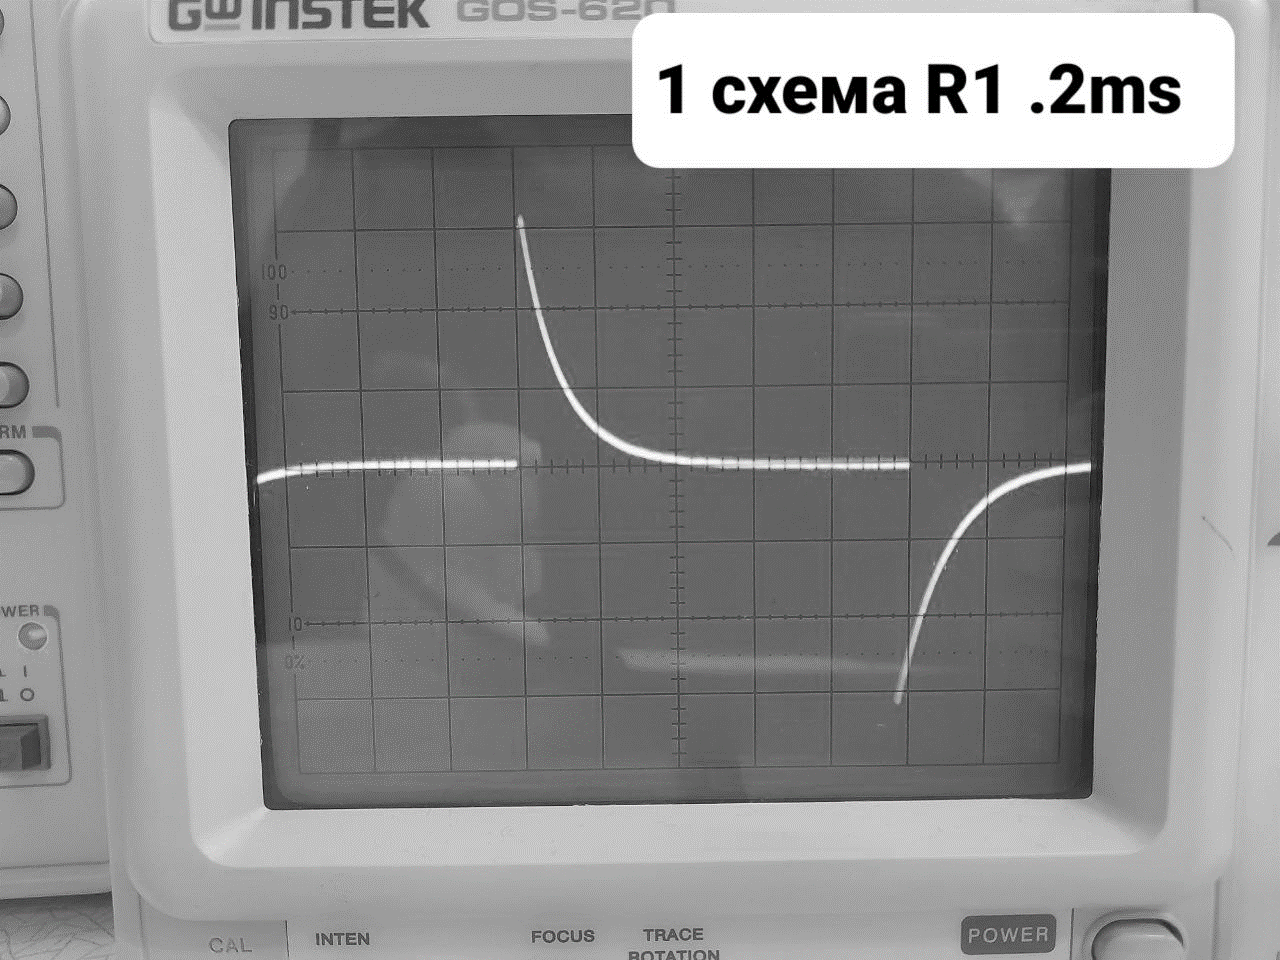 GW INSTEK GOS-620
1 схема R1 .2ms
100
90
RM
10
WER
0%
CAL
INTEN
FOCUS
TRACE
ROTATION
POWER